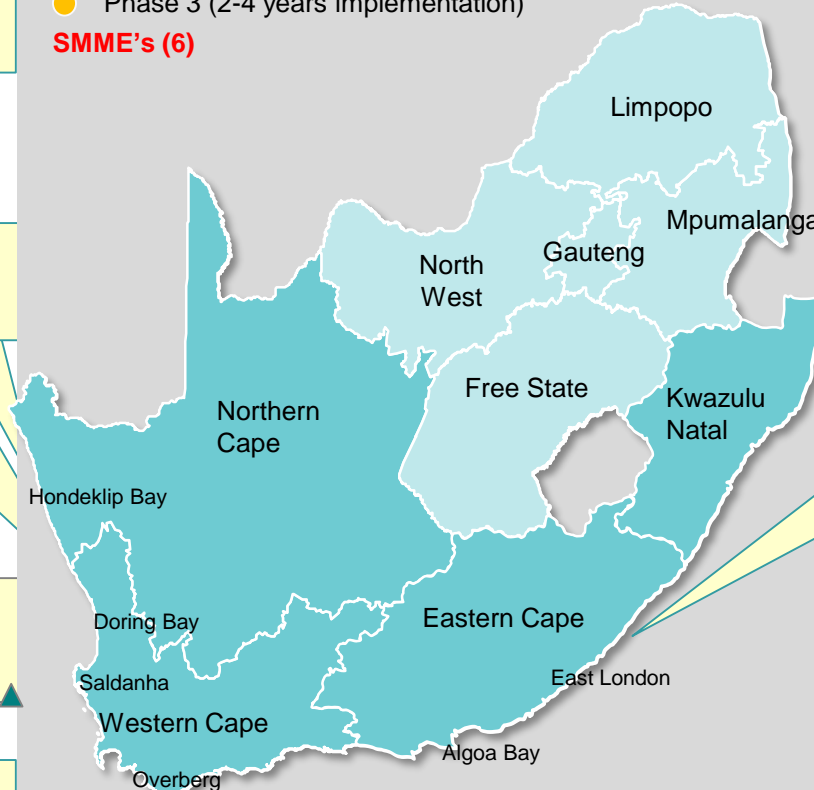 Phase 3 (2-4 years Implementation)
SMME's (6)
Limpopo
Mpumalanga
Gauteng
North
West
Free State
Kwazulu
Natal
Northern
Cape
Hondeklip Bay
Eastern Cape
Doring Bay
East London
Saldanha
Western Cape
Algoa Bay
Overberg